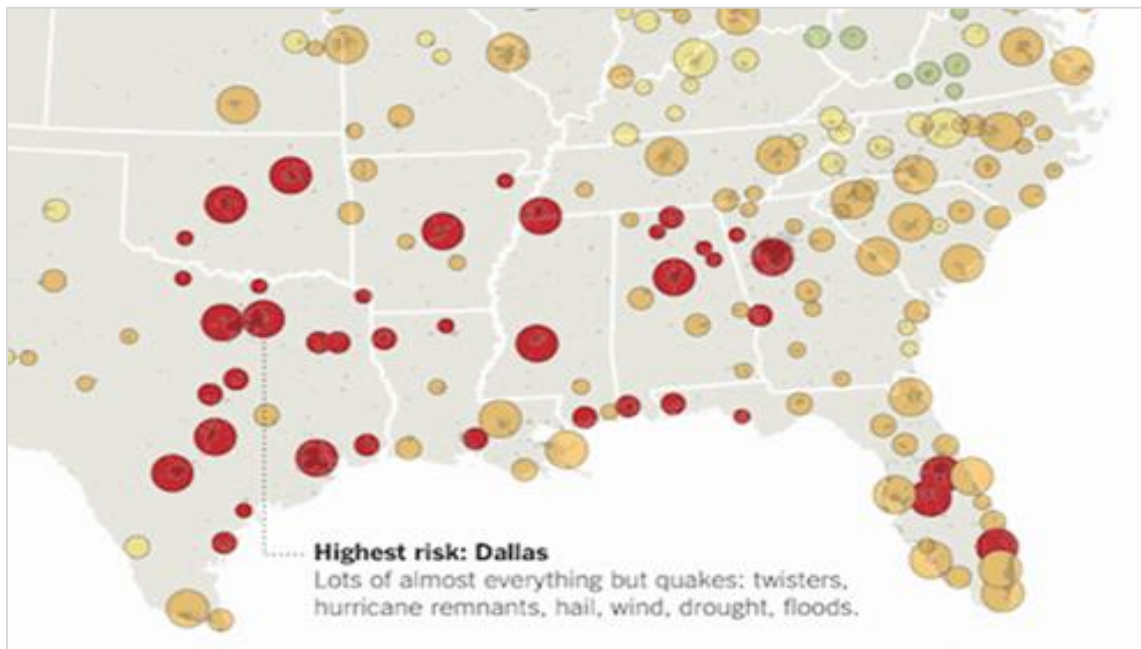 Highest risk: Dallas
Lots of almost everything but quakes: twisters,
hurricane remnants, hail, wind, drought, floods.